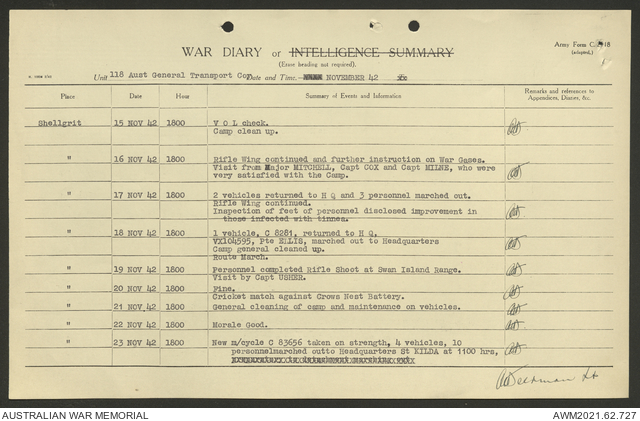 WAR DIARY or INTELLIGENCE SUMMARY
Army Form C
(adapted.)
(Erase heading not required).
Unit 118 Aust General Transport Coy Date and Time.— NOVEMBER 42
Place Date Hour Summary of Events and Information Remarks and references to Appendices, Diaries, &c.
Shellgrit 15 NOV 42 1800 V O L check.
Camp clean up.
" 16 NOV 42 1800 Rifle Wing continued and further instruction on War Gases.
Visit from Major MITCHELL, Capt COX and Capt MILNE, who were
very satisfied with the Camp.
" 17 NOV 42 1800 2 vehicles returned to H Q and 3 personnel marched out.
Rifle Wing continued.
Inspection of feet of personnel disclosed improvement in
those infected with tinnea.
" 18 NOV 42 1800 1 vehicle, C 8281, returned to H Q.
VX104595, Pte ELLIS, marched out to Headquarters
Camp general cleaned up.
Route March.
" 19 NOV 42 1800 Personnel completed Rifle Shoot at Swan Island Range.
Visit by Capt USHER.
" 20 NOV 42 1800 Fine.
Cricket match against Crows Nest Battery.
" 21 NOV 42 1800 General cleaning of camp and maintenance on vehicles.
" 22 NOV 42 1800 Morale Good.
" 23 NOV 42 1800 New m/cycle C 83656 taken on strength, 4 vehicles, 10
personnelmarched outto Headquarters St KILDA at 1100 hrs,
Lt
AUSTRALIAN WAR MEMORIAL
AWM2021.62.727